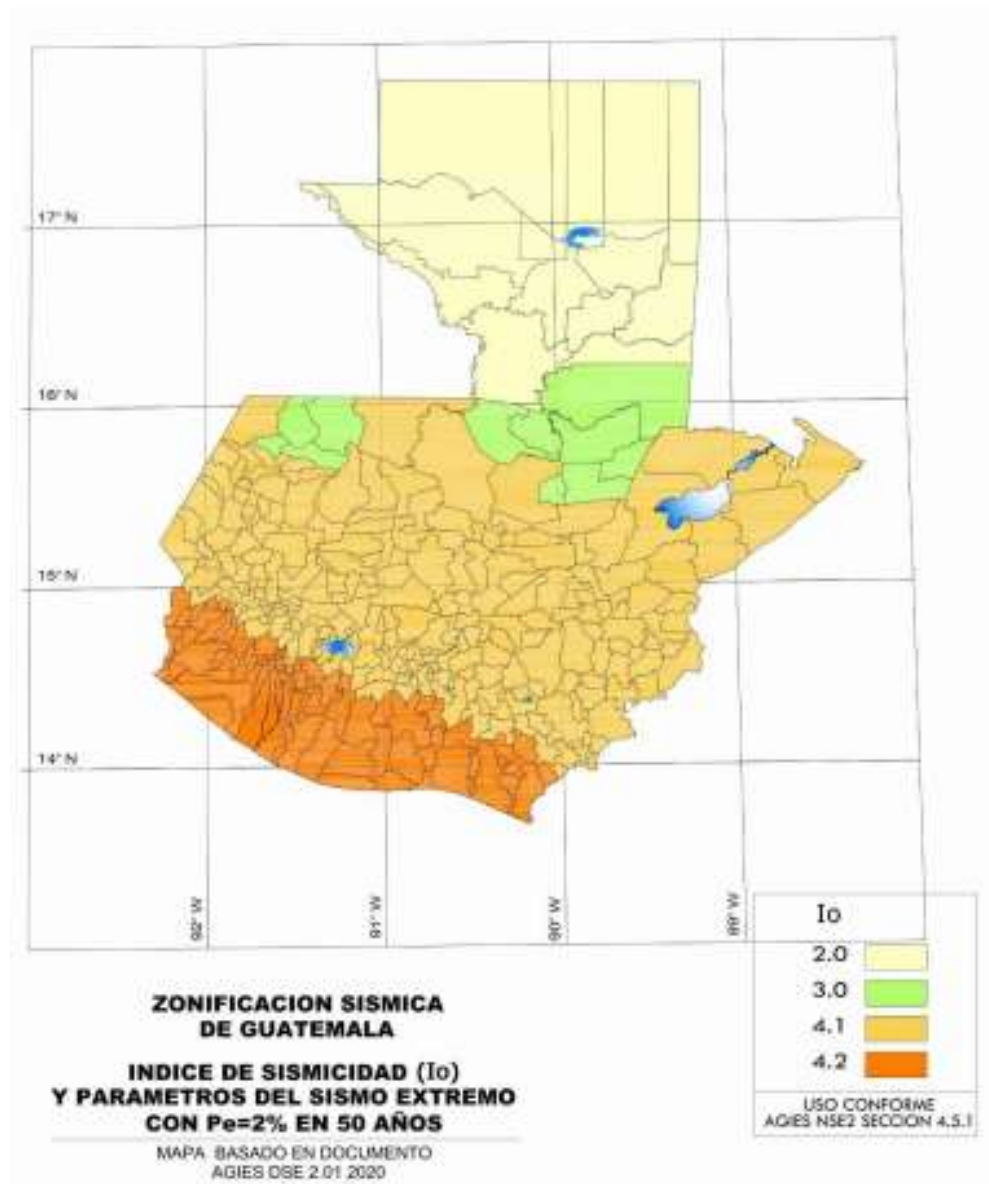 17° N
16° N
15° N
14° N
92° W
91° W
90° W
89° W
Io
2.0
3.0
4.1
4.2
USO CONFORME
AGIES NSE2 SECCION 4.5.1
ZONIFICACION SISMICA
DE GUATEMALA
INDICE DE SISMICIDAD (Io)
Y PARAMETROS DEL SISMO EXTREMO
CON Pe=2% EN 50 AÑOS
MAPA BASADO EN DOCUMENTO
AGIES DSE 2.01 2020